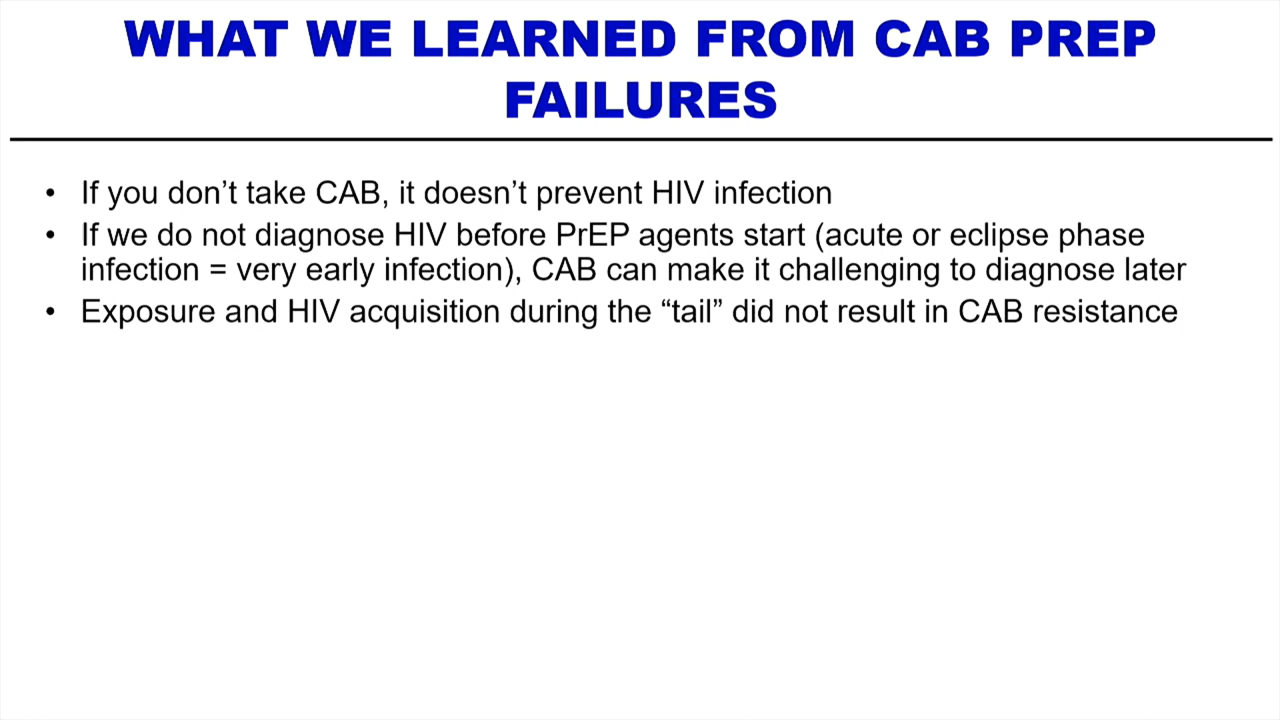 WHAT WE LEARNED FROM CAB PREP
FAILURES
• If you don’t take CAB, it doesn’t prevent HIV infection
• If we do not diagnose HIV before PrEP agents start (acute or eclipse phase
infection = very early infection), CAB can make it challenging to diagnose later
• Exposure and HIV acquisition during the “tail” did not result in CAB resistance